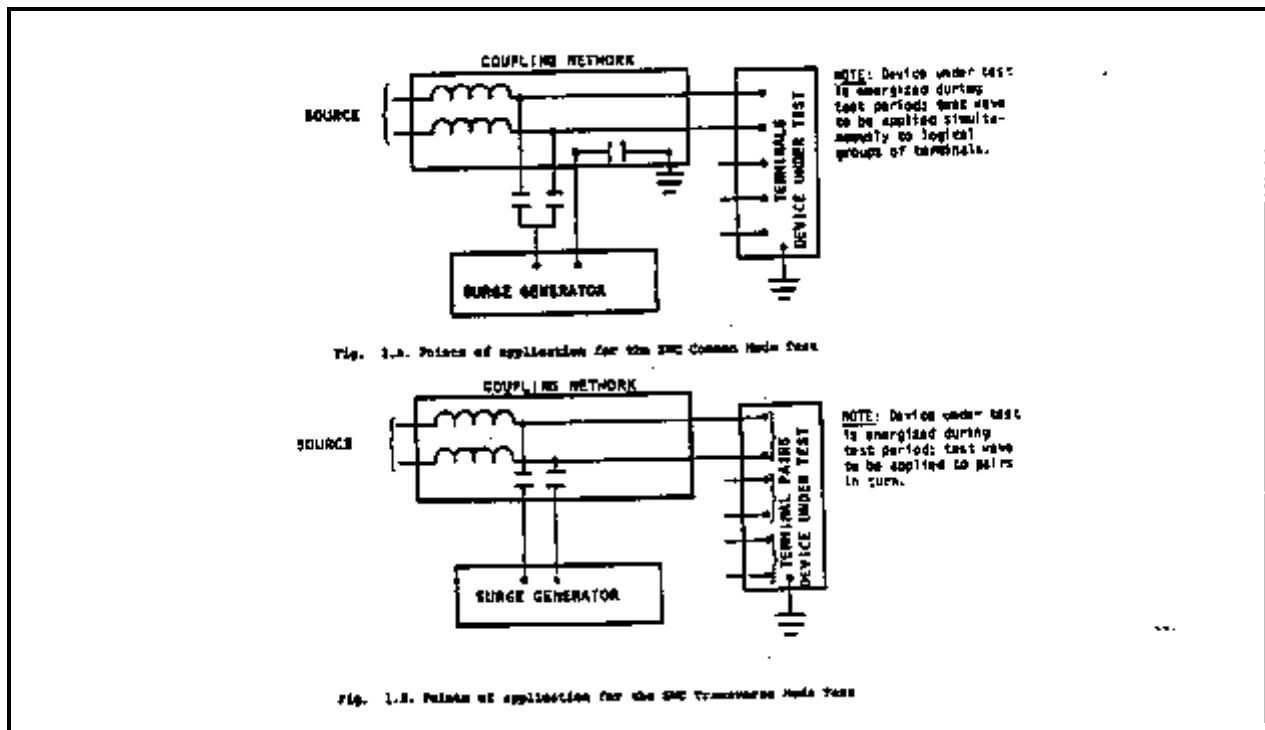 COUPLING NETWORK
SOURCE
TERMINALS
DEVICE UNDER TEST
NOTE: Device under test
is energized during
test period; test wave
to be applied simulta-
neously to logical
groups of terminals.
SURGE GENERATOR
Fig. 1.A. Points of application for the SWC Common Mode Test
COUPLING NETWORK
SOURCE
TERMINAL PAIRS
DEVICE UNDER TEST
NOTE: Device under test
is energized during
test period; test wave
to be applied to pairs
in turn.
SURGE GENERATOR
Fig. 1.B. Points of application for the SWC Transverse Mode Test